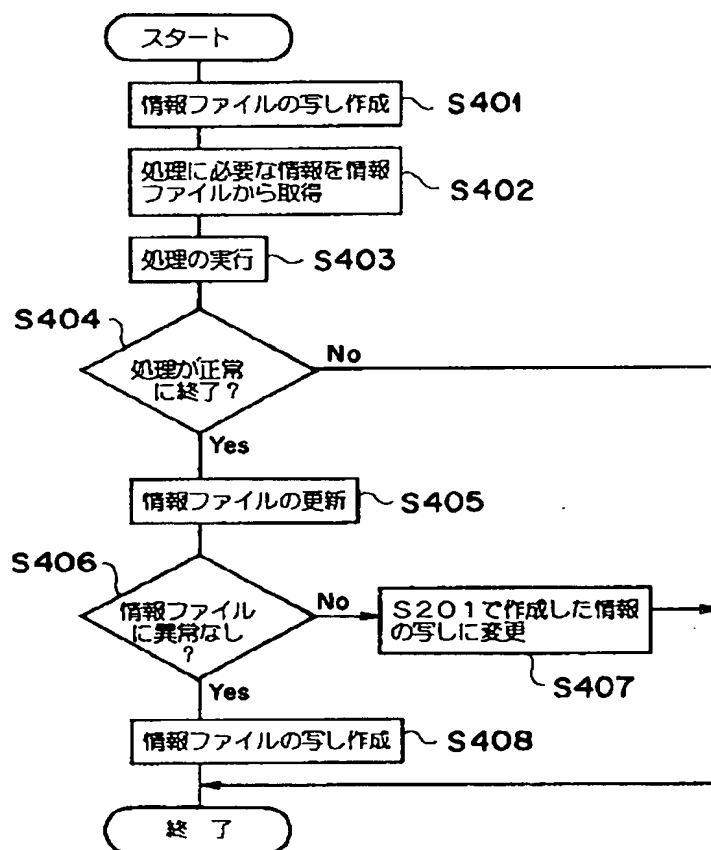 スタート
情報ファイルの写し作成
S401
処理に必要な情報を情報
ファイルから取得
S402
処理の実行
S403
S404
処理が正常
に終了?
No
Yes
情報ファイルの更新
S405
S406
情報ファイル
に異常なし
?
No
S201で作成した情報
の写しに変更
S407
Yes
情報ファイルの写し作成
S408
終 了